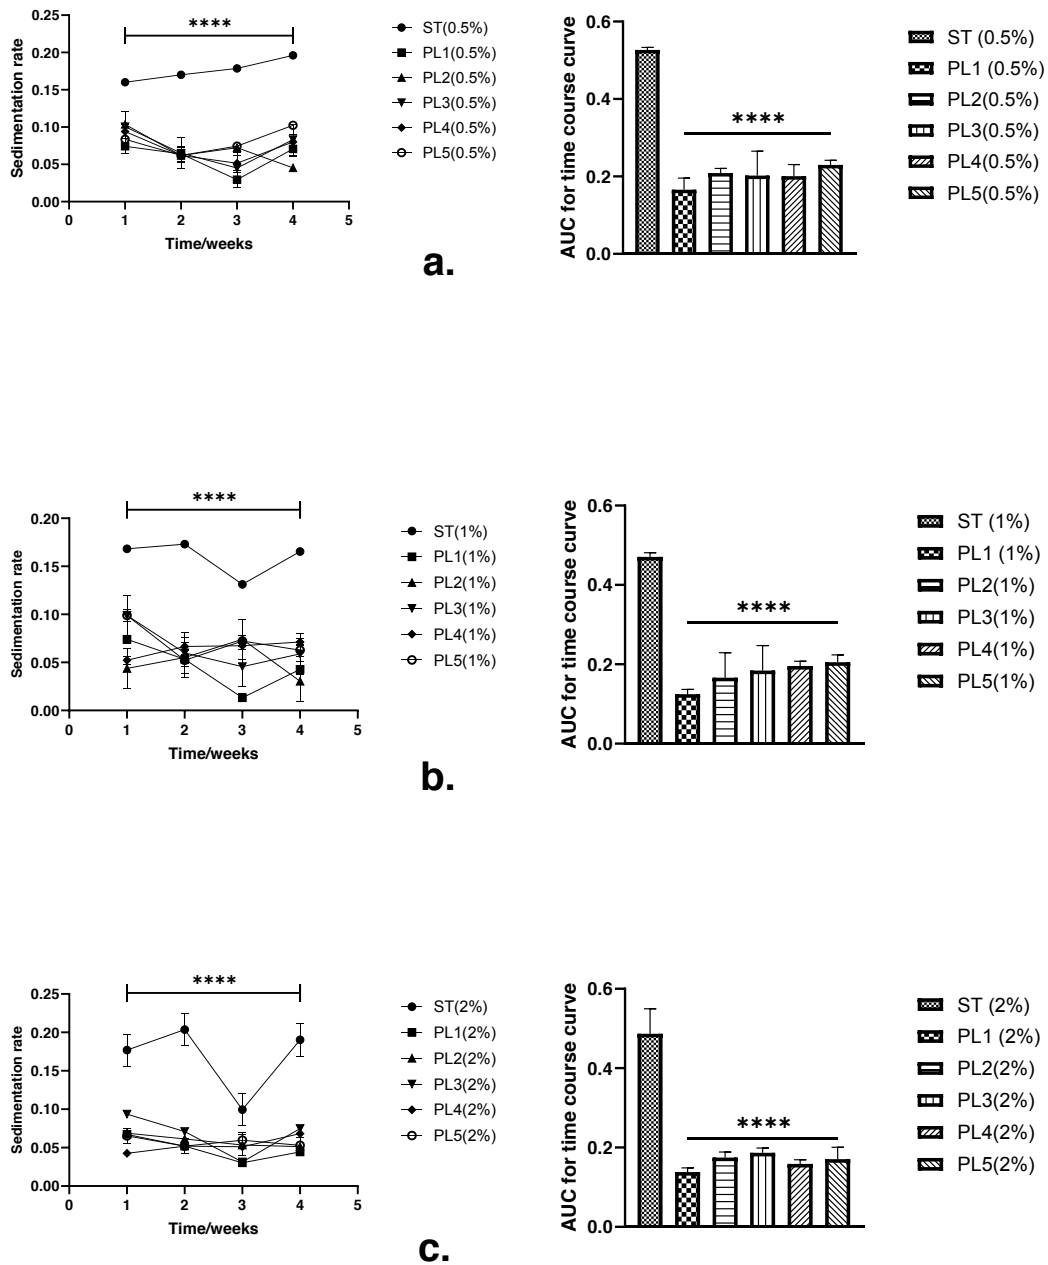 ****
0.25
0.20
0.15
0.10
0.05
0.00
Sedimentation rate
0 1 2 3 4 5
Time/weeks
ST(0.5%)
PL1(0.5%)
PL2(0.5%)
PL3(0.5%)
PL4(0.5%)
PL5(0.5%)
0.6
0.4
0.2
0.0
AUC for time course curve
****
ST (0.5%)
PL1 (0.5%)
PL2(0.5%)
PL3(0.5%)
PL4(0.5%)
PL5(0.5%)
a.
****
0.20
0.15
0.10
0.05
0.00
Sedimentation rate
0 1 2 3 4 5
Time/weeks
ST(1%)
PL1(1%)
PL2(1%)
PL3(1%)
PL4(1%)
PL5(1%)
0.6
0.4
0.2
0.0
AUC for time course curve
****
ST (1%)
PL1 (1%)
PL2(1%)
PL3(1%)
PL4(1%)
PL5(1%)
b.
****
0.25
0.20
0.15
0.10
0.05
0.00
Sedimentation rate
0 1 2 3 4 5
Time/weeks
ST(2%)
PL1(2%)
PL2(2%)
PL3(2%)
PL4(2%)
PL5(2%)
0.6
0.4
0.2
0.0
AUC for time course curve
****
ST (2%)
PL1 (2%)
PL2(2%)
PL3(2%)
PL4(2%)
PL5(2%)
c.